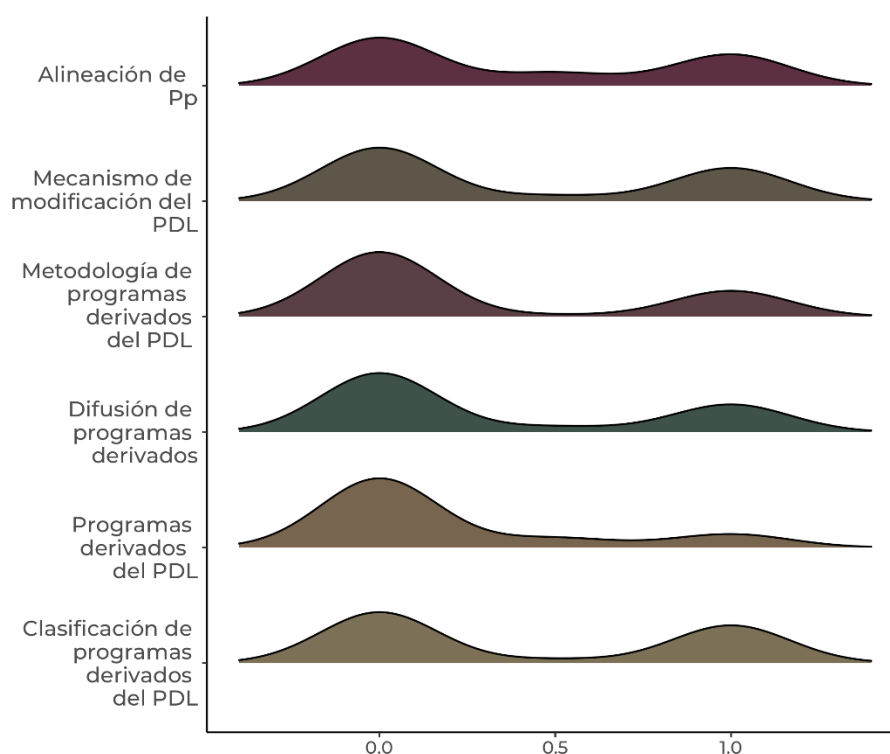 Alineación de
Pp
Mecanismo de
modificación del
PDL
Metodología de
programas
derivados
del PDL
Difusión de
programas
derivados
Programas
derivados
del PDL
Clasificación de
programas
derivados
del PDL
0.0 0.5 1.0